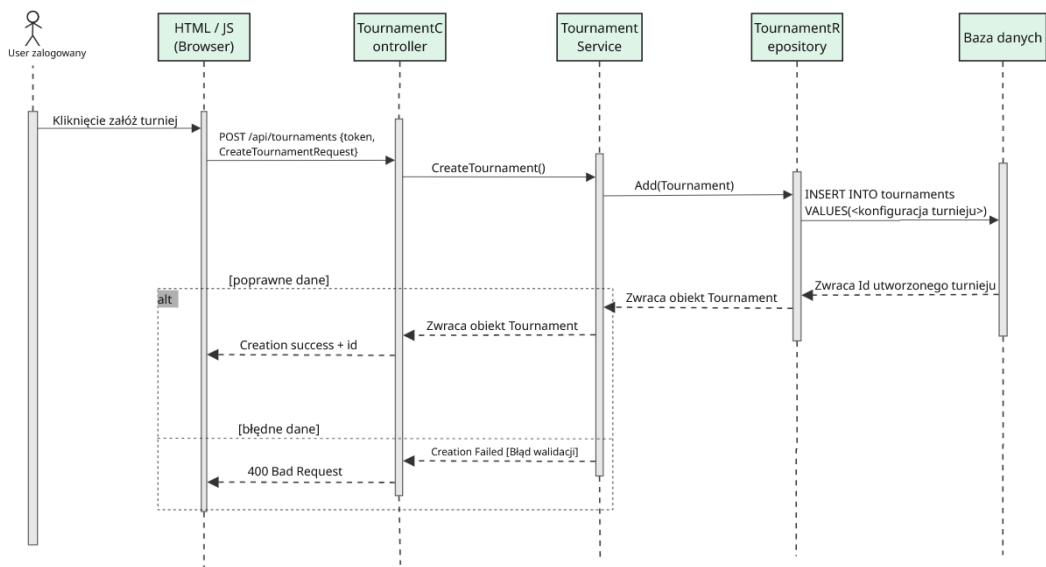 User zalogowany
HTML / JS
(Browser)
TournamentC
ontroller
Tournament
Service
TournamentR
epository
Baza danych
Kliknięcie załóż turniej
POST /api/tournaments {token,
CreateTournamentRequest}
CreateTournament()
Add(Tournament)
INSERT INTO tournaments
VALUES(<konfiguracja turnieju>)
[poprawne dane]
alt
Zwraca Id utworzonego turnieju
Zwraca obiekt Tournament
Zwraca obiekt Tournament
Creation success + id
[błędne dane]
Creation Failed [Błąd walidacji]
400 Bad Request